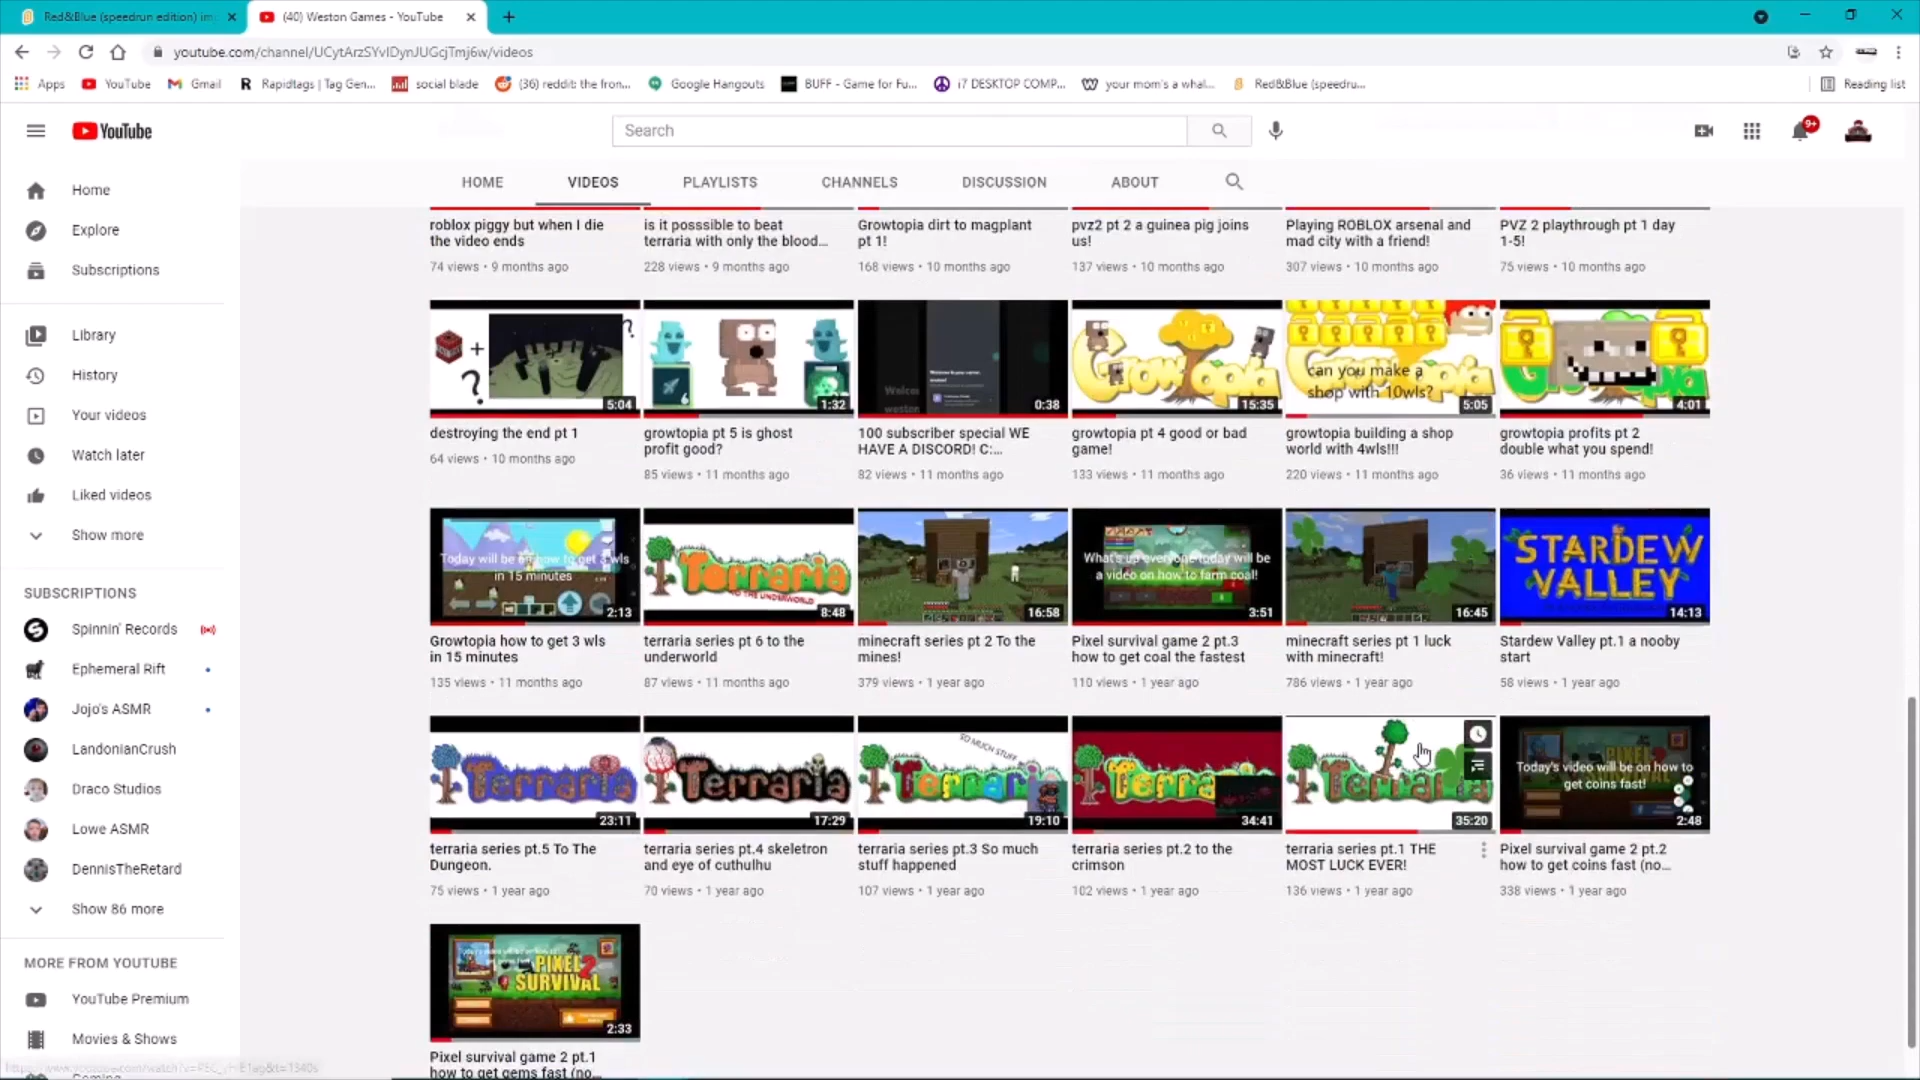 Red&Blue (speedrun edition) im
(40) Weston Games - YouTube
youtube.com/channel/UCytArzSYvIDynJUGcjTmj6w/videos
Apps
YouTube
Gmail
Rapidtags | Tag Gen...
social blade
(36) reddit: the fron...
Google Hangouts
BUFF - Game for Fu...
i7 DESKTOP COMP...
your mom's a whal...
Red&Blue (speedru...
Reading list
YouTube
Search
9+
HOME
VIDEOS
PLAYLISTS
CHANNELS
DISCUSSION
ABOUT
Home
Explore
Subscriptions
Library
History
Your videos
Watch later
Liked videos
Show more
SUBSCRIPTIONS
Spinnin' Records
Ephemeral Rift
Jojo's ASMR
LandonianCrush
Draco Studios
Lowe ASMR
DennisTheRetard
Show 86 more
MORE FROM YOUTUBE
YouTube Premium
Movies & Shows
roblox piggy but when I die
the video ends
74 views • 9 months ago
is it posssible to beat
terraria with only the blood...
228 views • 9 months ago
Growtopia dirt to magplant
pt 1!
168 views • 10 months ago
pvz2 pt 2 a guinea pig joins
us!
137 views • 10 months ago
Playing ROBLOX arsenal and
mad city with a friend!
307 views • 10 months ago
PVZ 2 playthrough pt 1 day
1-5!
75 views • 10 months ago
+ ? ?
5:04
destroying the end pt 1
64 views • 10 months ago
6
1:32
growtopia pt 5 is ghost
profit good?
85 views • 11 months ago
0:38
100 subscriber special WE
HAVE A DISCORD! C:...
82 views • 11 months ago
Growtopia
15:35
growtopia pt 4 good or bad
game!
133 views • 11 months ago
can you make a
shop with 10wls?
5:05
growtopia building a shop
world with 4wls!!!
220 views • 11 months ago
4:01
growtopia profits pt 2
double what you spend!
36 views • 11 months ago
in 15 minutes
2:13
Growtopia how to get 3 wls
in 15 minutes
135 views • 11 months ago
Terraria
TO THE UNDERWORLD
8:48
terraria series pt 6 to the
underworld
87 views • 11 months ago
16:58
minecraft series pt 2 To the
mines!
379 views • 1 year ago
What's up everyone today will be
a video on how to farm coal!
3:51
Pixel survival game 2 pt.3
how to get coal the fastest
110 views • 1 year ago
16:45
minecraft series pt 1 luck
with minecraft!
786 views • 1 year ago
STARDEW
VALLEY
14:13
Stardew Valley pt.1 a nooby
start
58 views • 1 year ago
Terraria
23:11
terraria series pt.5 To The
Dungeon.
75 views • 1 year ago
Terraria
17:29
terraria series pt.4 skeletron
and eye of cuthulhu
70 views • 1 year ago
SO MUCH STUFF
Terraria
19:10
terraria series pt.3 So much
stuff happened
107 views • 1 year ago
34:41
terraria series pt.2 to the
crimson
102 views • 1 year ago
Terraria
35:20
terraria series pt.1 THE
MOST LUCK EVER!
136 views • 1 year ago
Today's video will be on how to
get coins fast!
2:48
Pixel survival game 2 pt.2
how to get coins fast (no...
338 views • 1 year ago
PIXEL 2
SURVIVAL
2:33
Pixel survival game 2 pt.1
how to get gems fast (no...